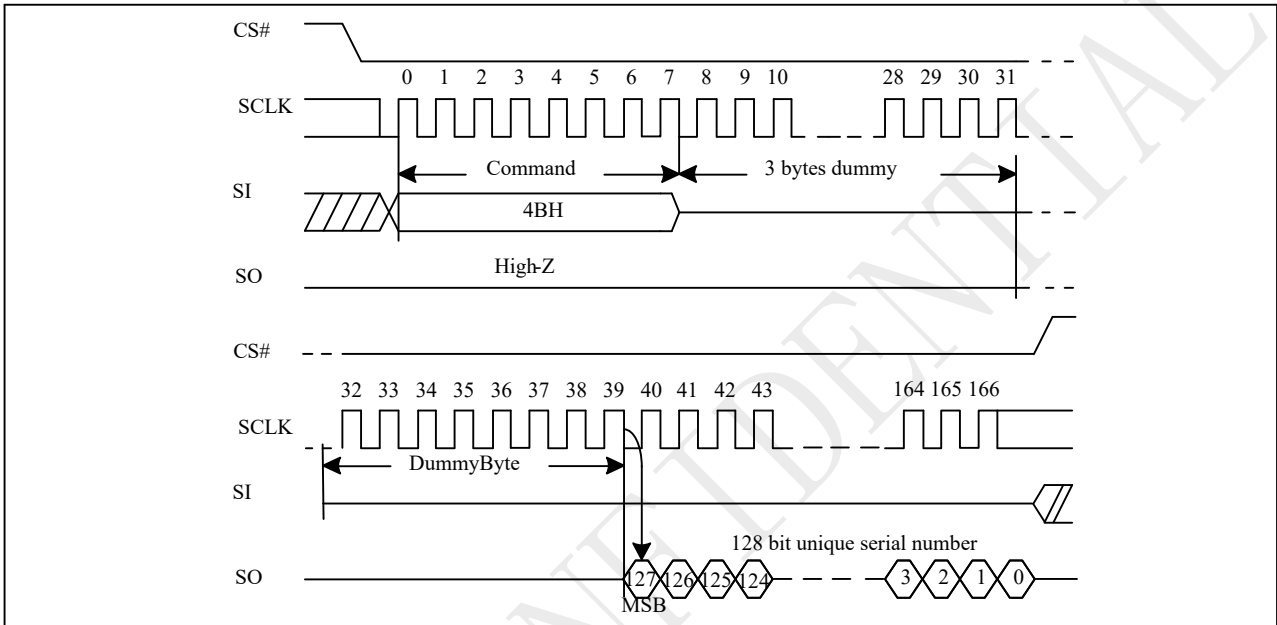 CS#
0 1 2 3 4 5 6 7 8 9 10 28 29 30 31
SCLK
Command 3 bytes dummy
SI
4BH
High-Z
SO
CS#
32 33 34 35 36 37 38 39 40 41 42 43 164 165 166
SCLK
DummyByte
SI
128 bit unique serial number
SO 127 126 125 124 3 2 1 0
MSB
NFIDENTIAL